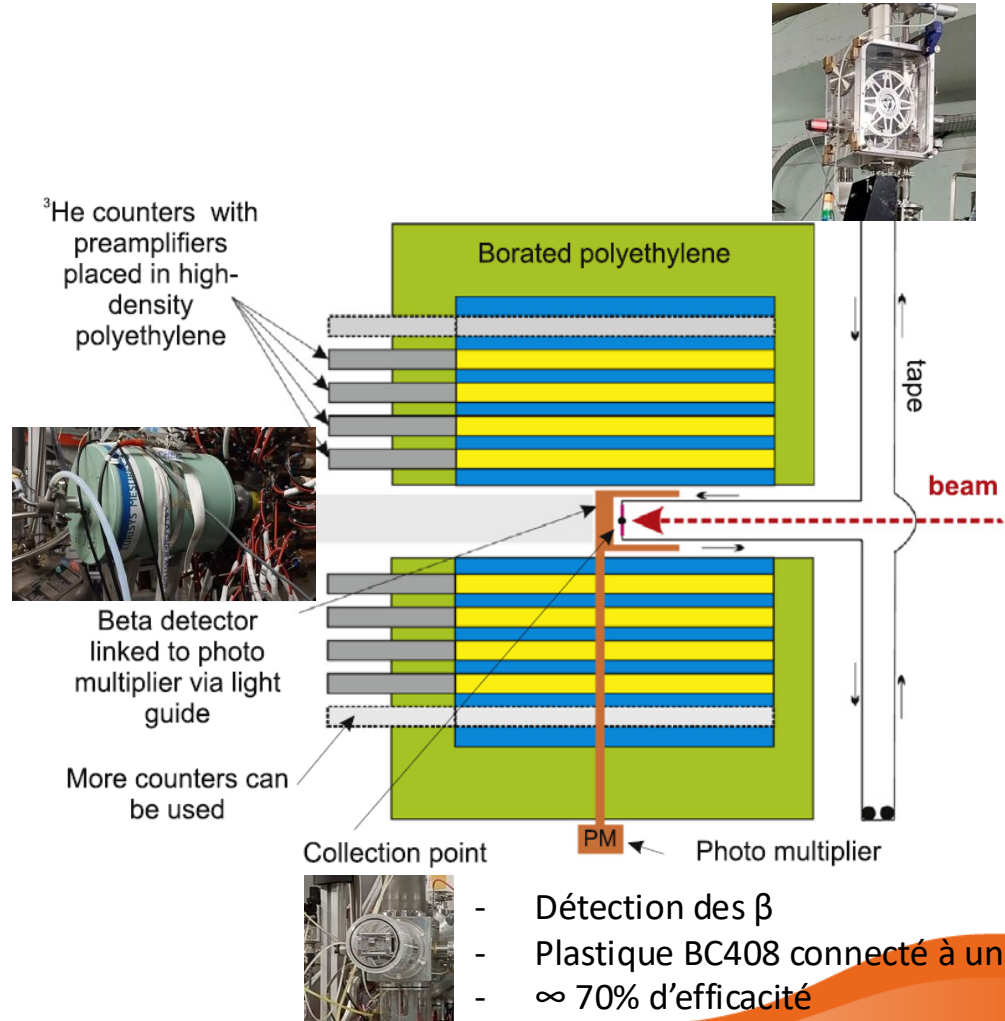 ³He counters with
preamplifiers
placed in high-
density
polyethylene
Borated polyethylene
tape
beam
Beta detector
linked to photo
multiplier via light
guide
More counters can
be used
Collection point
PM
Photo multiplier
- Détection des β
- Plastique BC408 connecté à un
- ∞ 70% d’efficacité